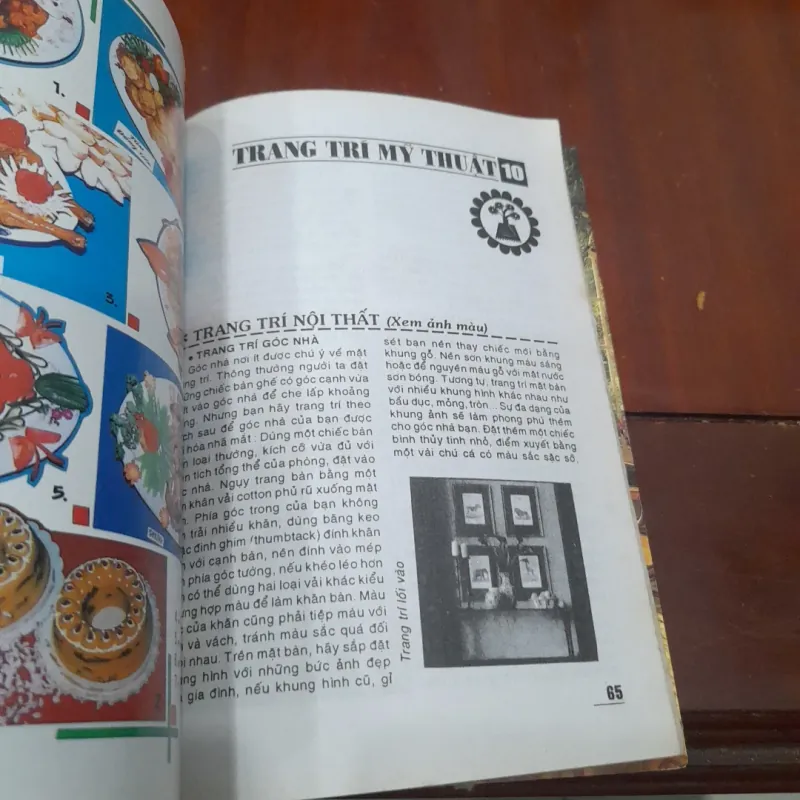 1.
3.
5.
TRANG TRÍ MỸ THUẬT 10
TRANG TRÍ NỘI THẤT (Xem ảnh màu)
• TRANG TRÍ GÓC NHÀ
Góc nhà nơi ít được chú ý về mặt
ng trí. Thông thường người ta đặt
ững chiếc bàn ghế có góc cạnh vừa
ít vào góc nhà để che lấp khoảng
ống. Nhưng bạn hãy trang trí theo
ch sau để góc nhà của bạn được
i hòa nhã mắt. Dùng một chiếc bàn
n loại thường, kích cỡ vừa đủ với
n tích tổng thể của phòng, đặt vào
c nhà. Ngụy trang bàn bằng một
n khăn vải cotton phủ rũ xuống mặt
n. Phía góc trong của bạn không
n trải nhiều khăn, dùng băng keo
ặc đinh ghim (thumbtack) đính khăn
n với cạnh bàn, nên đính vào mép
n phía góc tường, nếu khéo léo hơn
n có thể dùng hai loại vải khác kiểu
ưng hợp màu để làm khăn bàn. Màu
c của khăn cũng phải tiệp màu với
à và vách, tránh màu sắc quá đối
i nhau. Trên mặt bàn, hãy sắp đặt
ng hình với những bức ảnh đẹp
gia đình, nếu khung hình cũ, gỉ
sét bạn nên thay chiếc mới bằng
khung gỗ. Nên sơn khung màu sáng
hoặc để nguyên màu gỗ với một nước
sơn bóng. Tương tự, trang trí mặt bàn
với nhiều khung hình khác nhau như
bầu dục, mỏng, tròn... Sự đa dạng của
khung ảnh sẽ làm phong phú thêm
cho góc nhà bạn. Đặt thêm một chiếc
bình thủy tinh nhỏ, điểm xuyết bằng
một vài chú cá có màu sắc sặc sỡ.
Trang trí lối vào
65